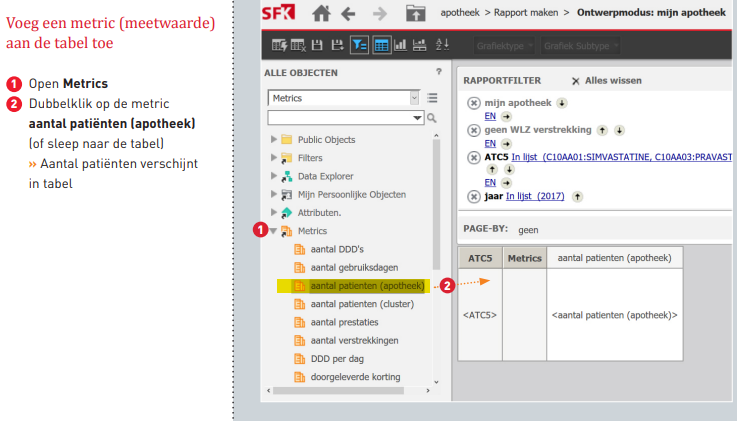 Voeg een metric (meetwaarde)
aan de tabel toe
1 Open Metrics
2 Dubbelklik op de metric
aantal patiënten (apotheek)
(of sleep naar de tabel)
» Aantal patiënten verschijnt
in tabel
SFK
apotheek > Rapport maken > Ontwerpmodus: mijn apotheek
Grafiektype
Grafiek Subtype
ALLE OBJECTEN ?
Metrics
Public Objects
Filters
Data Explorer
Mijn Persoonlijke Objecten
Attributen.
1 Metrics
aantal DDD's
aantal gebruiksdagen
aantal patienten (apotheek) 2
aantal patienten (cluster)
aantal prestaties
aantal verstrekkingen
DDD per dag
doorgeleverde korting
RAPPORTFILTER Alles wissen
mijn apotheek
EN
geen WLZ verstrekking
EN
ATC5 In lijst (C10AA01:SIMVASTATINE, C10AA03:PRAVAST
EN
jaar In lijst (2017)
PAGE-BY: geen
ATC5 Metrics aantal patienten (apotheek)
<ATC5> <aantal patienten (apotheek)>